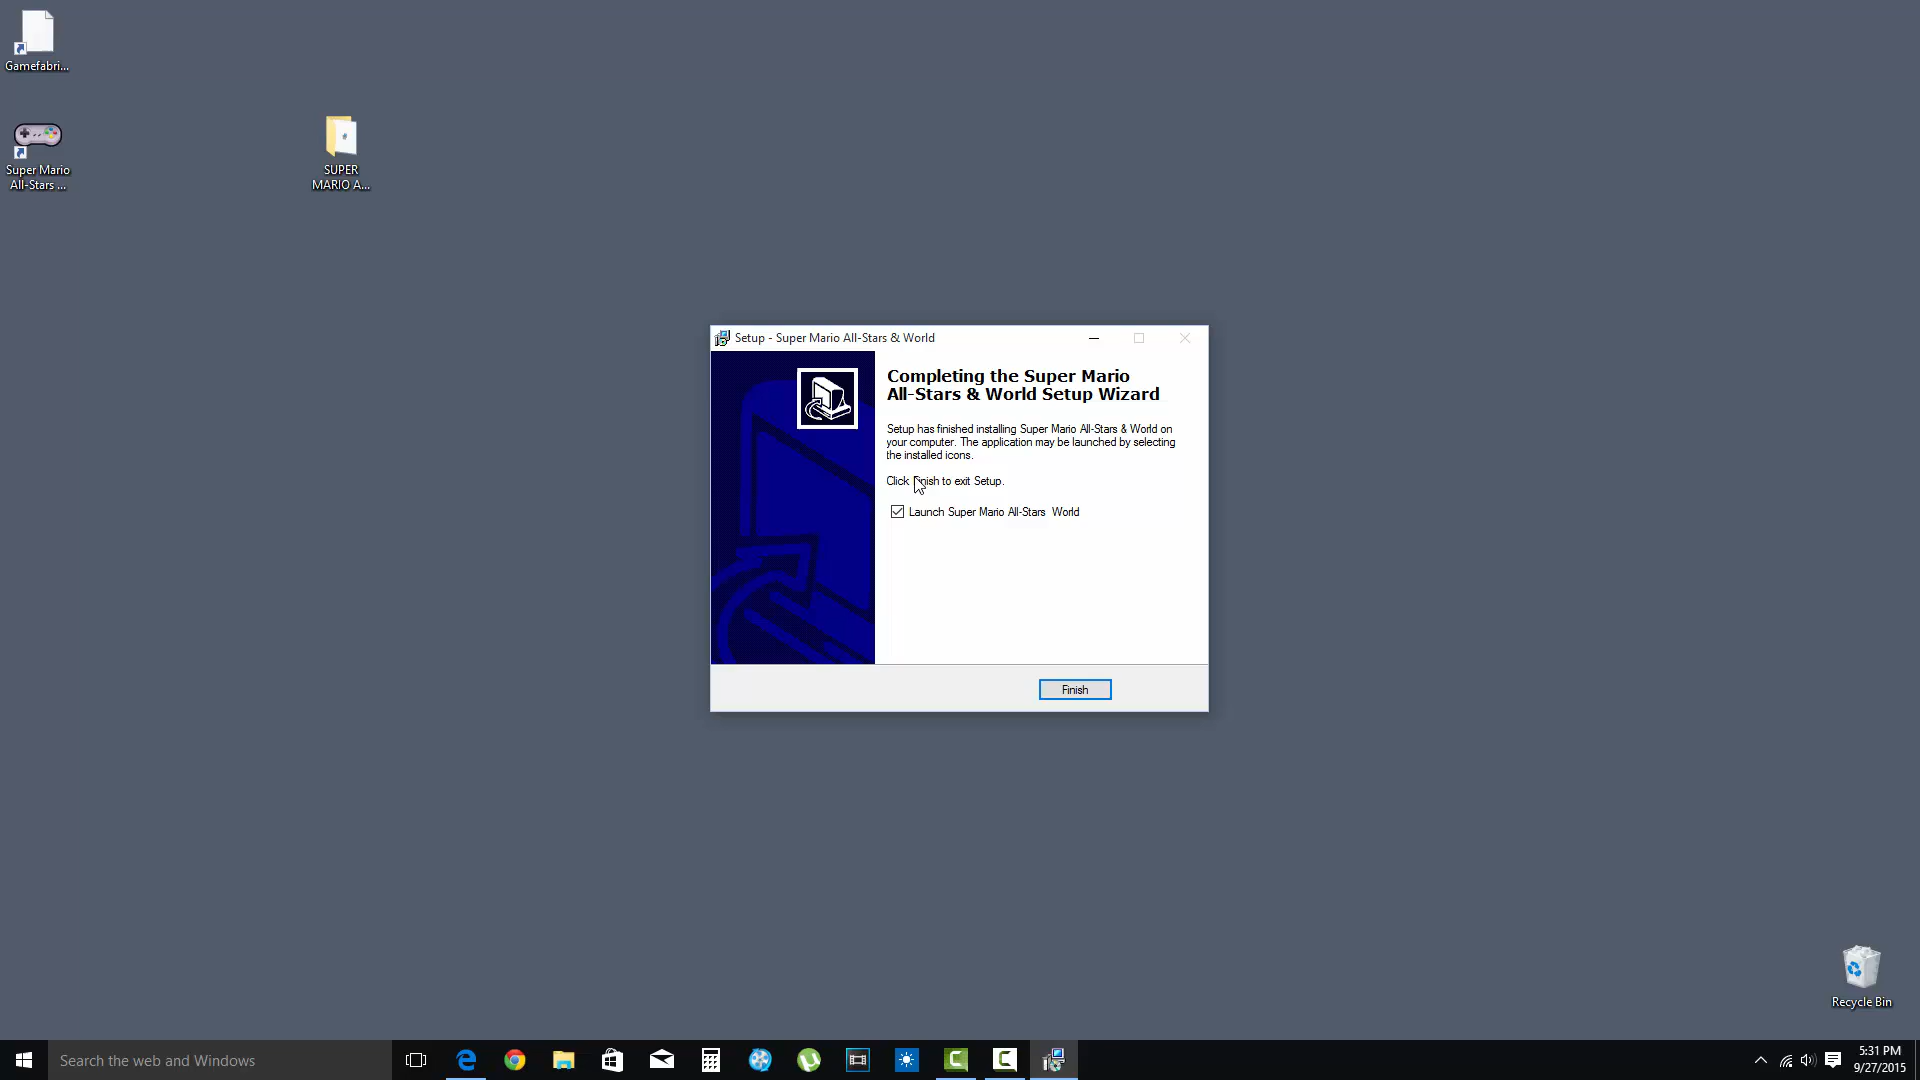 Gamefabri...
Super Mario
All-Stars ...
SUPER
MARIO A...
Setup - Super Mario All-Stars & World
Completing the Super Mario
All-Stars & World Setup Wizard
Setup has finished installing Super Mario All-Stars & World on
your computer. The application may be launched by selecting
the installed icons.
Click Finish to exit Setup.
Launch Super Mario All-Stars  World
Finish
Recycle Bin
Search the web and Windows
5:31 PM
9/27/2015